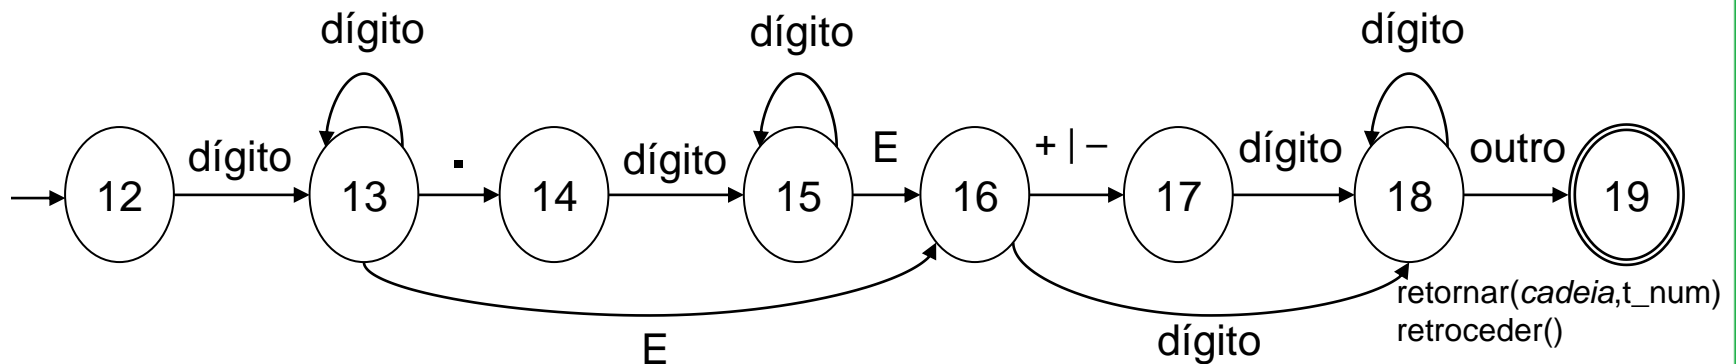 dígito dígito dígito
dígito . dígito E + | – dígito outro
12 13 14 15 16 17 18 19
retornar(cadeia,t_num)
retroceder()
E dígito